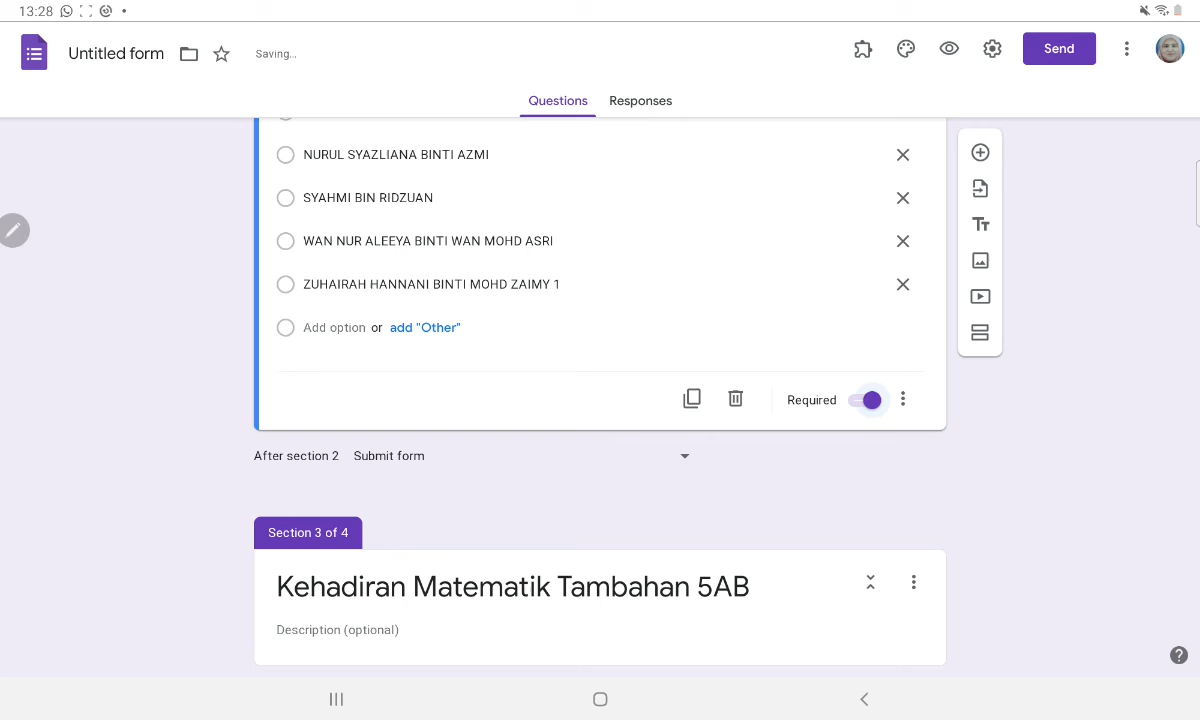 13:28
Untitled form
Saving...
Send
Questions
Responses
NURUL SYAZLIANA BINTI AZMI
SYAHMI BIN RIDZUAN
WAN NUR ALEEYA BINTI WAN MOHD ASRI
ZUHAIRAH HANNANI BINTI MOHD ZAIMY 1
Add option or add "Other"
Required
After section 2 Submit form
Section 3 of 4
Kehadiran Matematik Tambahan 5AB
Description (optional)